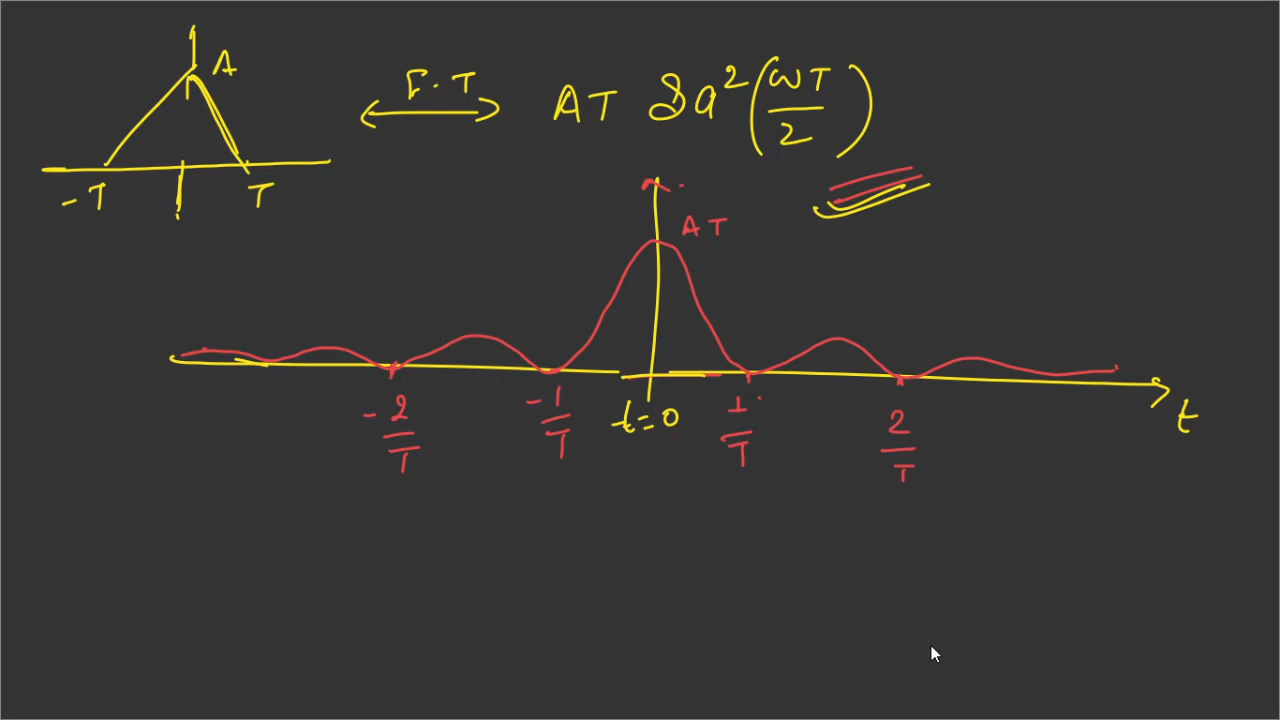 A
F.T
AT Sa²(ωT/2)
-T T
AT
-2/T -1/T t=0 1/T 2/T
t